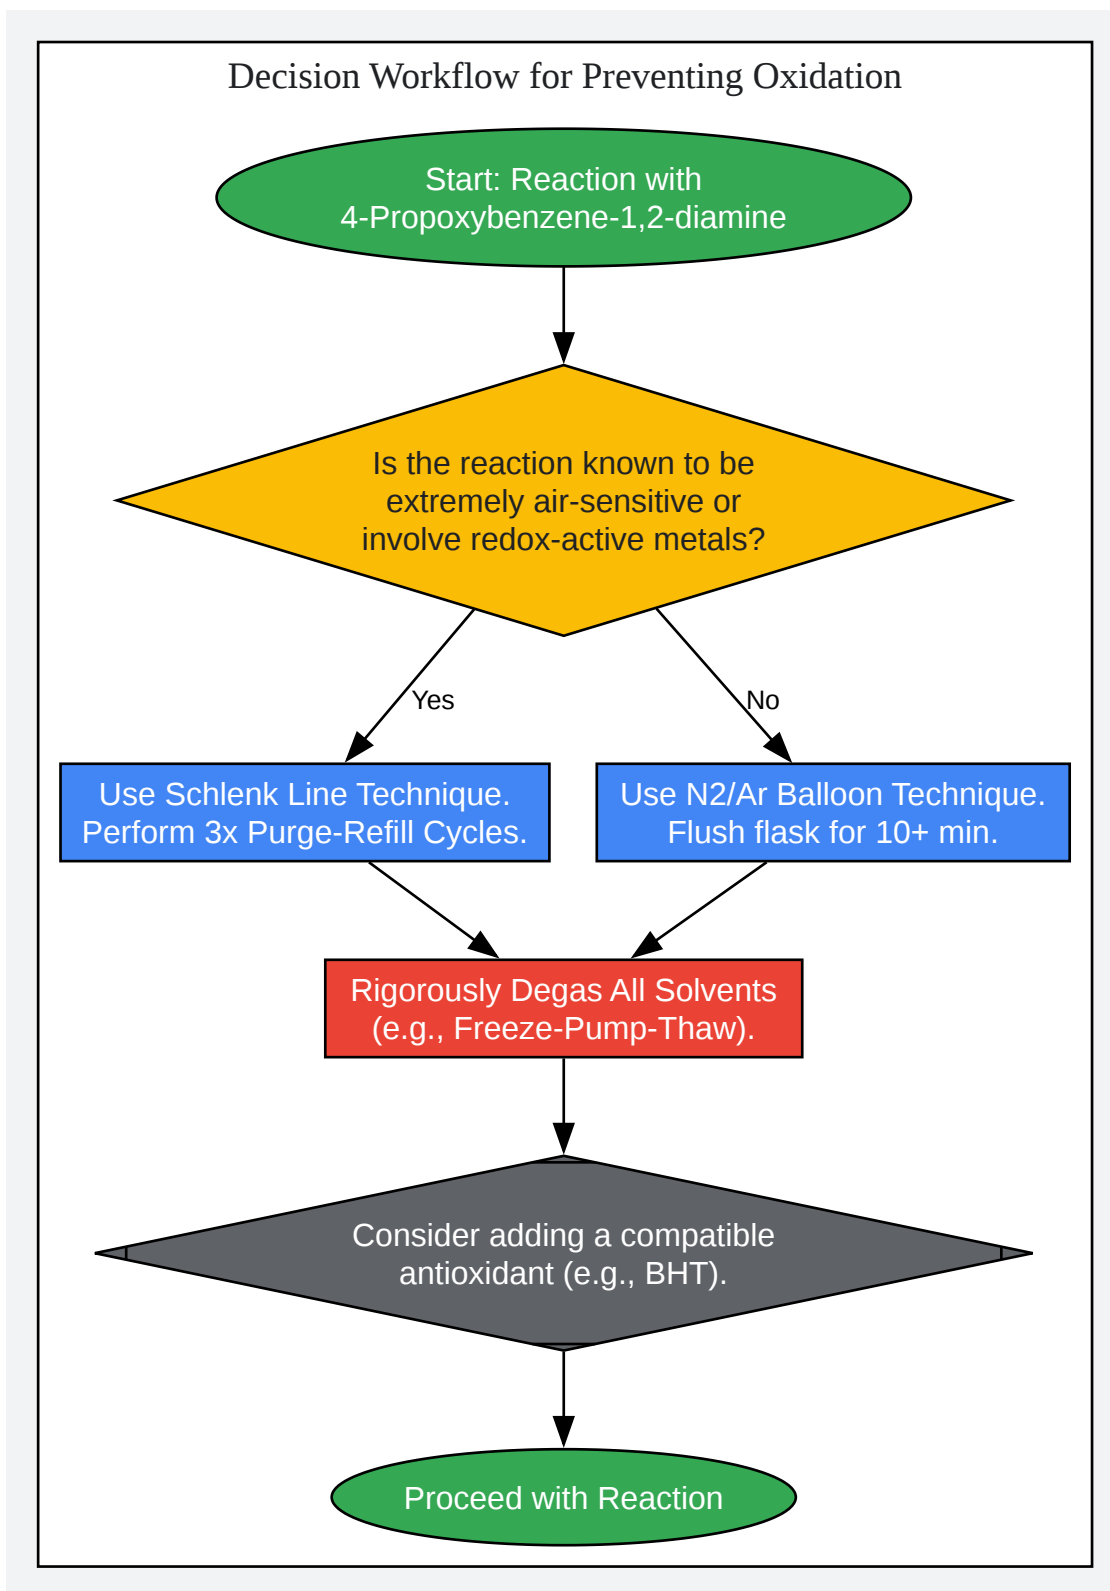 Decision Workflow for Preventing Oxidation
Start: Reaction with
4-Propoxybenzene-1,2-diamine
Is the reaction known to be
extremely air-sensitive or
involve redox-active metals?
Yes
No
Use Schlenk Line Technique.
Perform 3x Purge-Refill Cycles.
Use N2/Ar Balloon Technique.
Flush flask for 10+ min.
Rigorously Degas All Solvents
(e.g., Freeze-Pump-Thaw).
Consider adding a compatible
antioxidant (e.g., BHT).
Proceed with Reaction